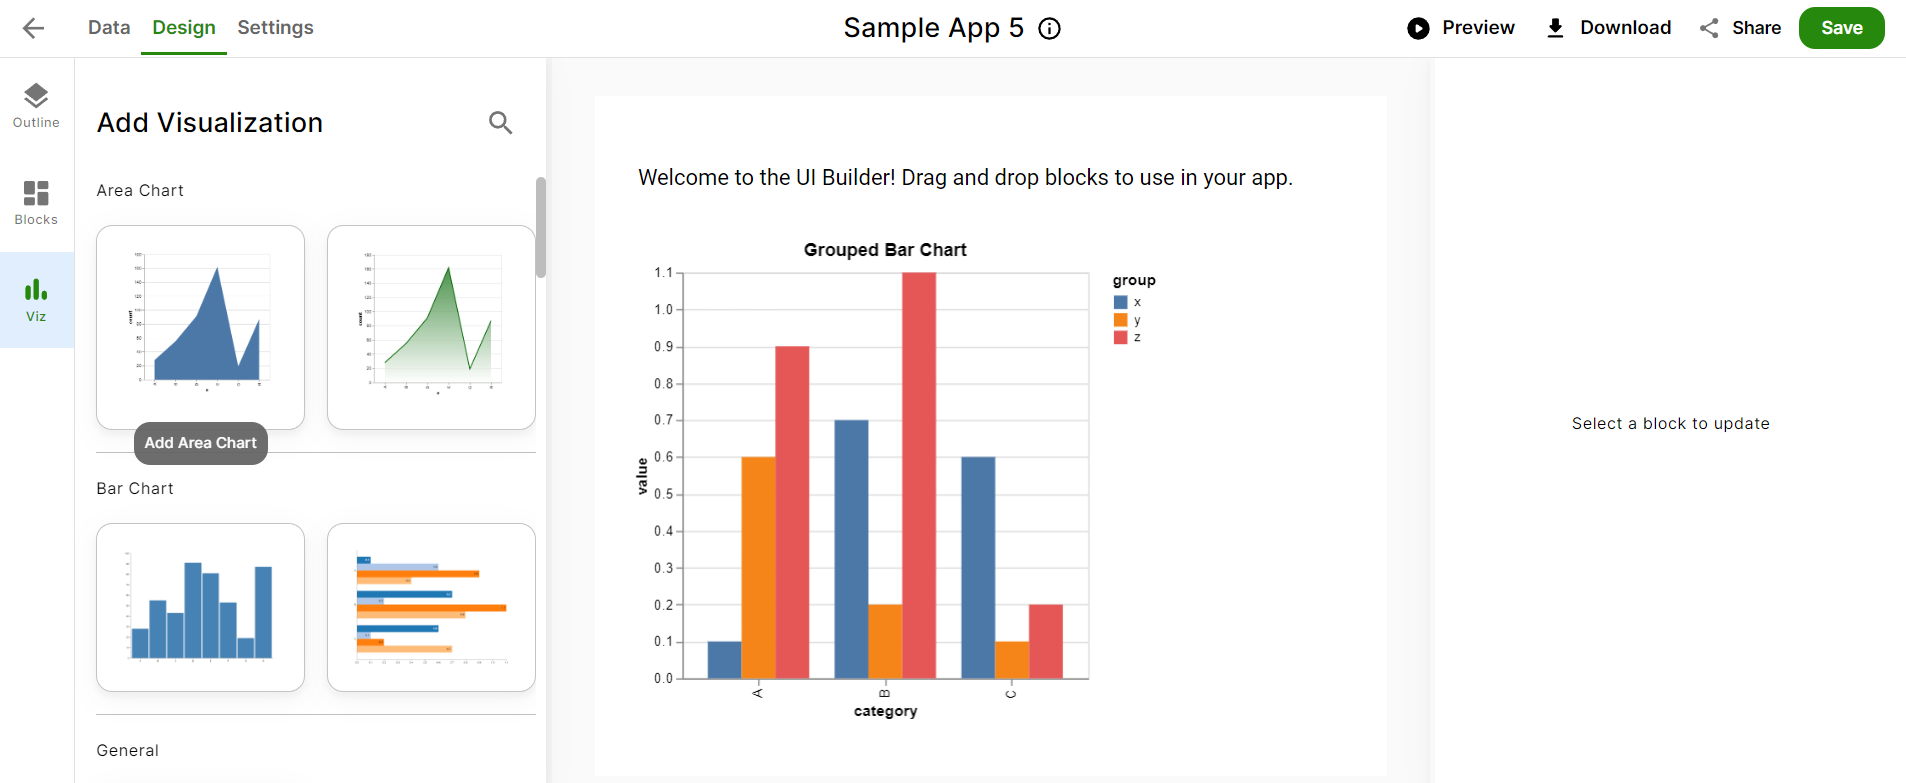 Data Design Settings
Sample App 5
Preview Download Share Save
Outline
Blocks
Viz
Add Visualization
Area Chart
Add Area Chart
Bar Chart
General
Welcome to the UI Builder! Drag and drop blocks to use in your app.
Grouped Bar Chart
1.1
1.0
0.9
0.8
0.7
0.6
0.5
0.4
0.3
0.2
0.1
0.0
value
A B C
category
group
x
y
z
Select a block to update